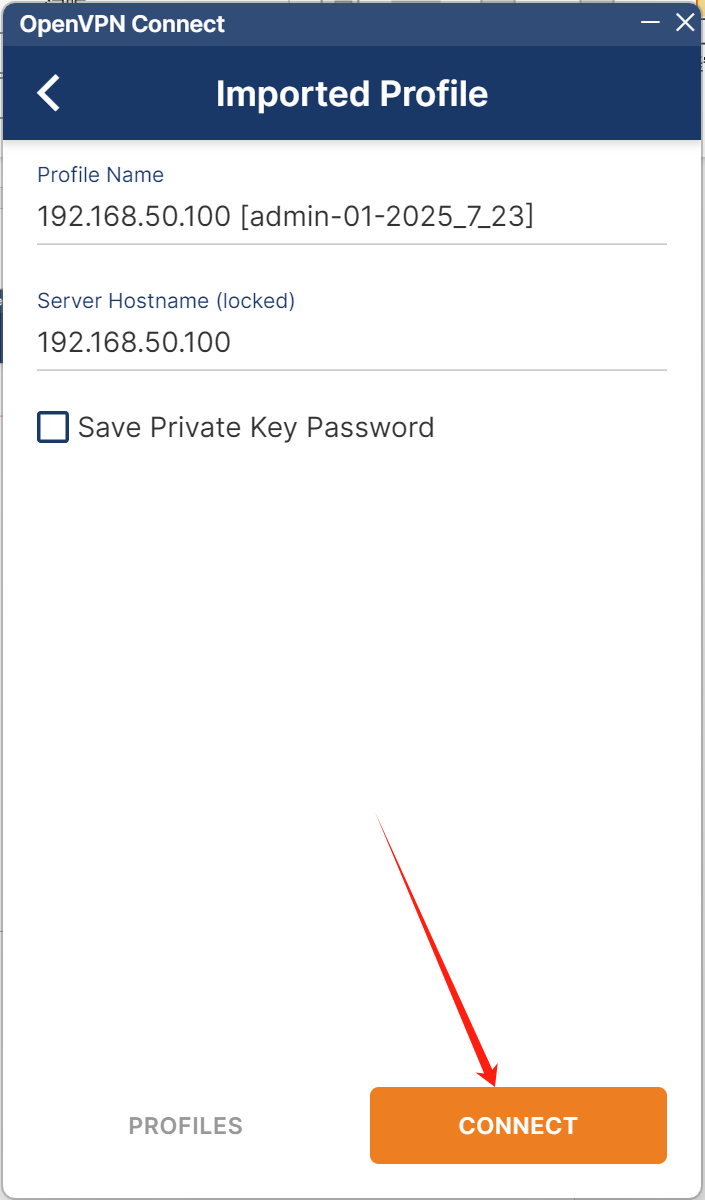 OpenVPN Connect
Imported Profile
Profile Name
192.168.50.100 [admin-01-2025_7_23]
Server Hostname (locked)
192.168.50.100
Save Private Key Password
PROFILES
CONNECT